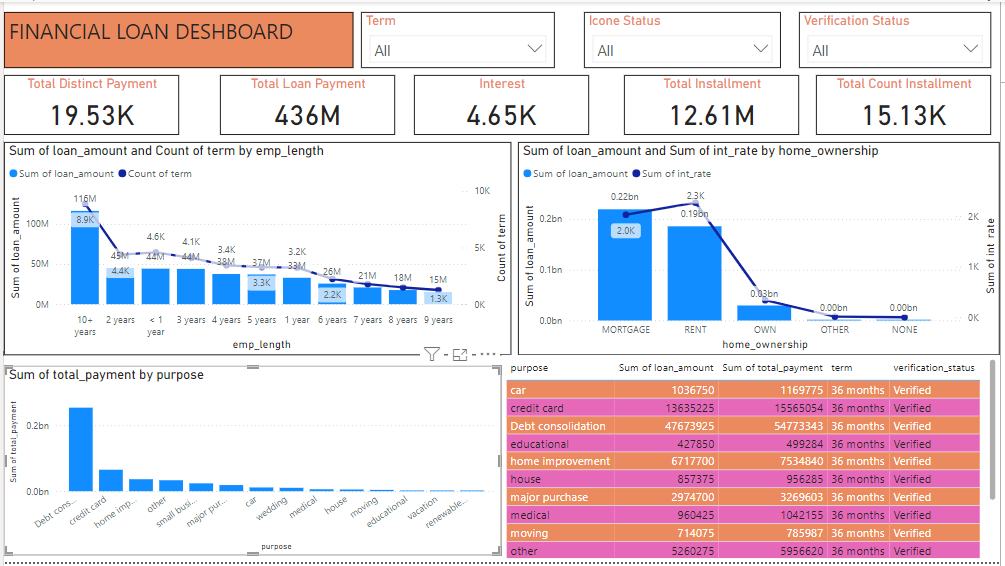 FINANCIAL LOAN DESHBOARD
Term
All
Icone Status
All
Verification Status
All
Total Distinct Payment
19.53K
Total Loan Payment
436M
Interest
4.65K
Total Installment
12.61M
Total Count Installment
15.13K
Sum of loan_amount and Count of term by emp_length
Sum of loan_amount Count of term
Sum of loan_amount
100M
50M
0M
116M
8.9K
45M
4.4K
4.6K
44M
4.1K
44M
3.4K
38M
37M
3.3K
3.2K
33M
26M
2.2K
21M
18M
15M
1.3K
10K
5K
0K
Count of term
10+ years
2 years
< 1 year
3 years
4 years
5 years
1 year
6 years
7 years
8 years
9 years
emp_length
Sum of loan_amount and Sum of int_rate by home_ownership
Sum of loan_amount Sum of int_rate
Sum of loan_amount
0.2bn
0.1bn
0.0bn
0.22bn
2.0K
2.3K
0.19bn
0.03bn
0.00bn
0.00bn
2K
1K
0K
Sum of int_rate
MORTGAGE RENT OWN OTHER NONE
home_ownership
Sum of total_payment by purpose
Sum of total_payment
0.2bn
0.0bn
Debt cons...
credit card
home imp...
other
small busi...
major pur...
car
wedding
medical
house
moving
educational
vacation
renewable...
purpose
purpose Sum of loan_amount Sum of total_payment term verification_status
car 1036750 1169775 36 months Verified
credit card 13635225 15565054 36 months Verified
Debt consolidation 47673925 54773343 36 months Verified
educational 427850 499284 36 months Verified
home improvement 6717700 7534840 36 months Verified
house 857375 956285 36 months Verified
major purchase 2974700 3269603 36 months Verified
medical 960425 1042155 36 months Verified
moving 714075 785987 36 months Verified
other 5260275 5956620 36 months Verified